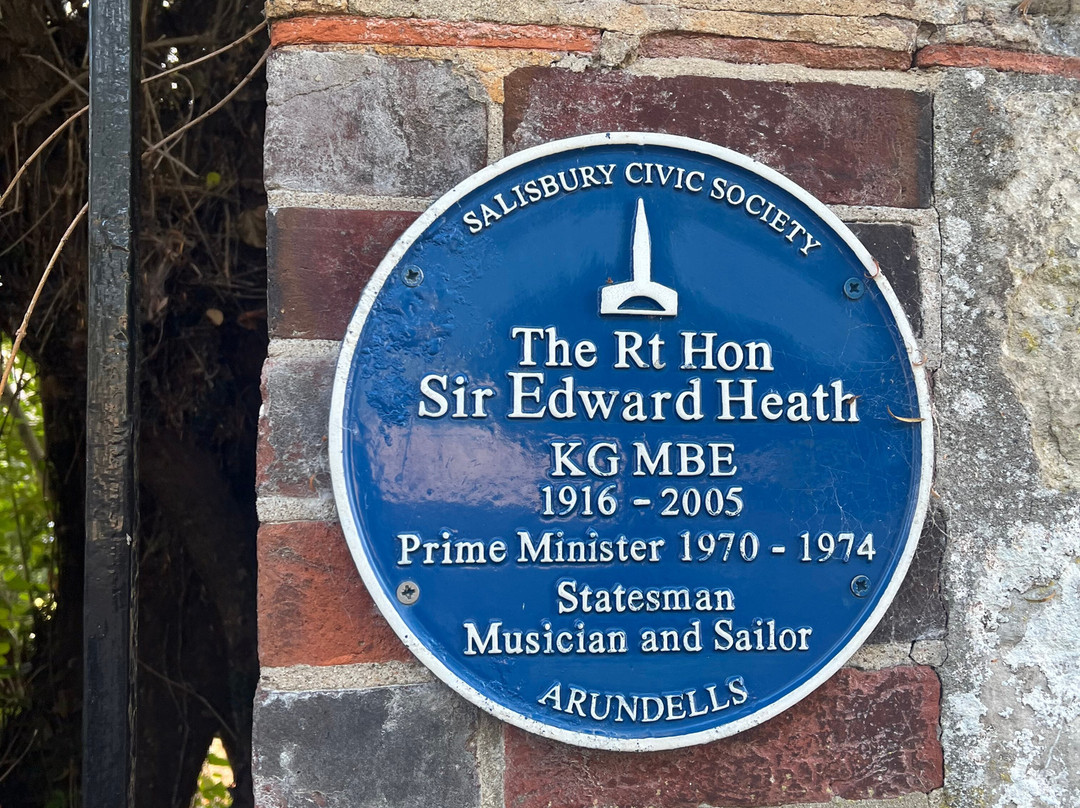 SALISBURY CIVIC SOCIETY
The Rt Hon
Sir Edward Heath
KG MBE
1916 - 2005
Prime Minister 1970 - 1974
Statesman
Musician and Sailor
ARUNDELLS